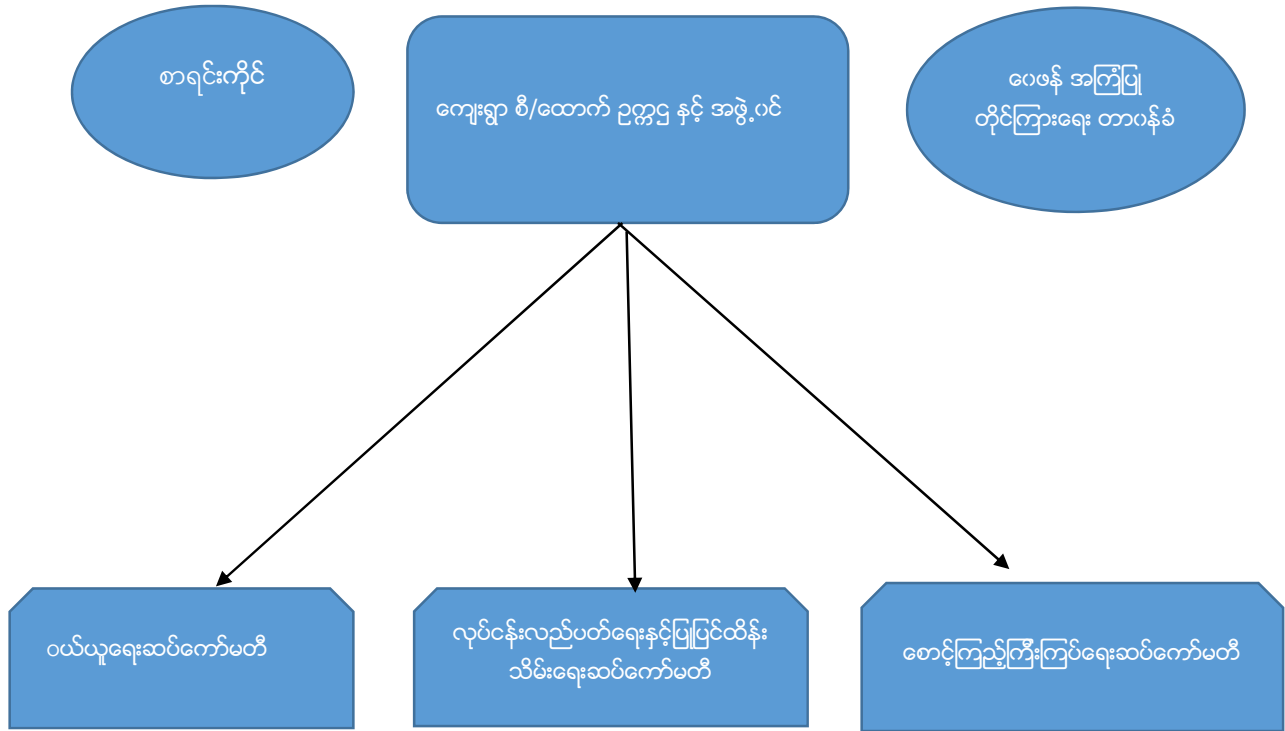 စာရင်းကိုင်
ကျေးရွာ စီ/ထောက် ဥက္ကဌ နှင့် အဖွဲ့ဝင်
ဝေဖန် အကြံပြု
တိုင်ကြားရေး တာဝန်ခံ
ဝယ်ယူရေးဆပ်ကော်မတီ
လုပ်ငန်းလည်ပတ်ရေးနှင့်ပြုပြင်ထိန်း
သိမ်းရေးဆပ်ကော်မတီ
စောင့်ကြည့်ကြီးကြပ်ရေးဆပ်ကော်မတီ